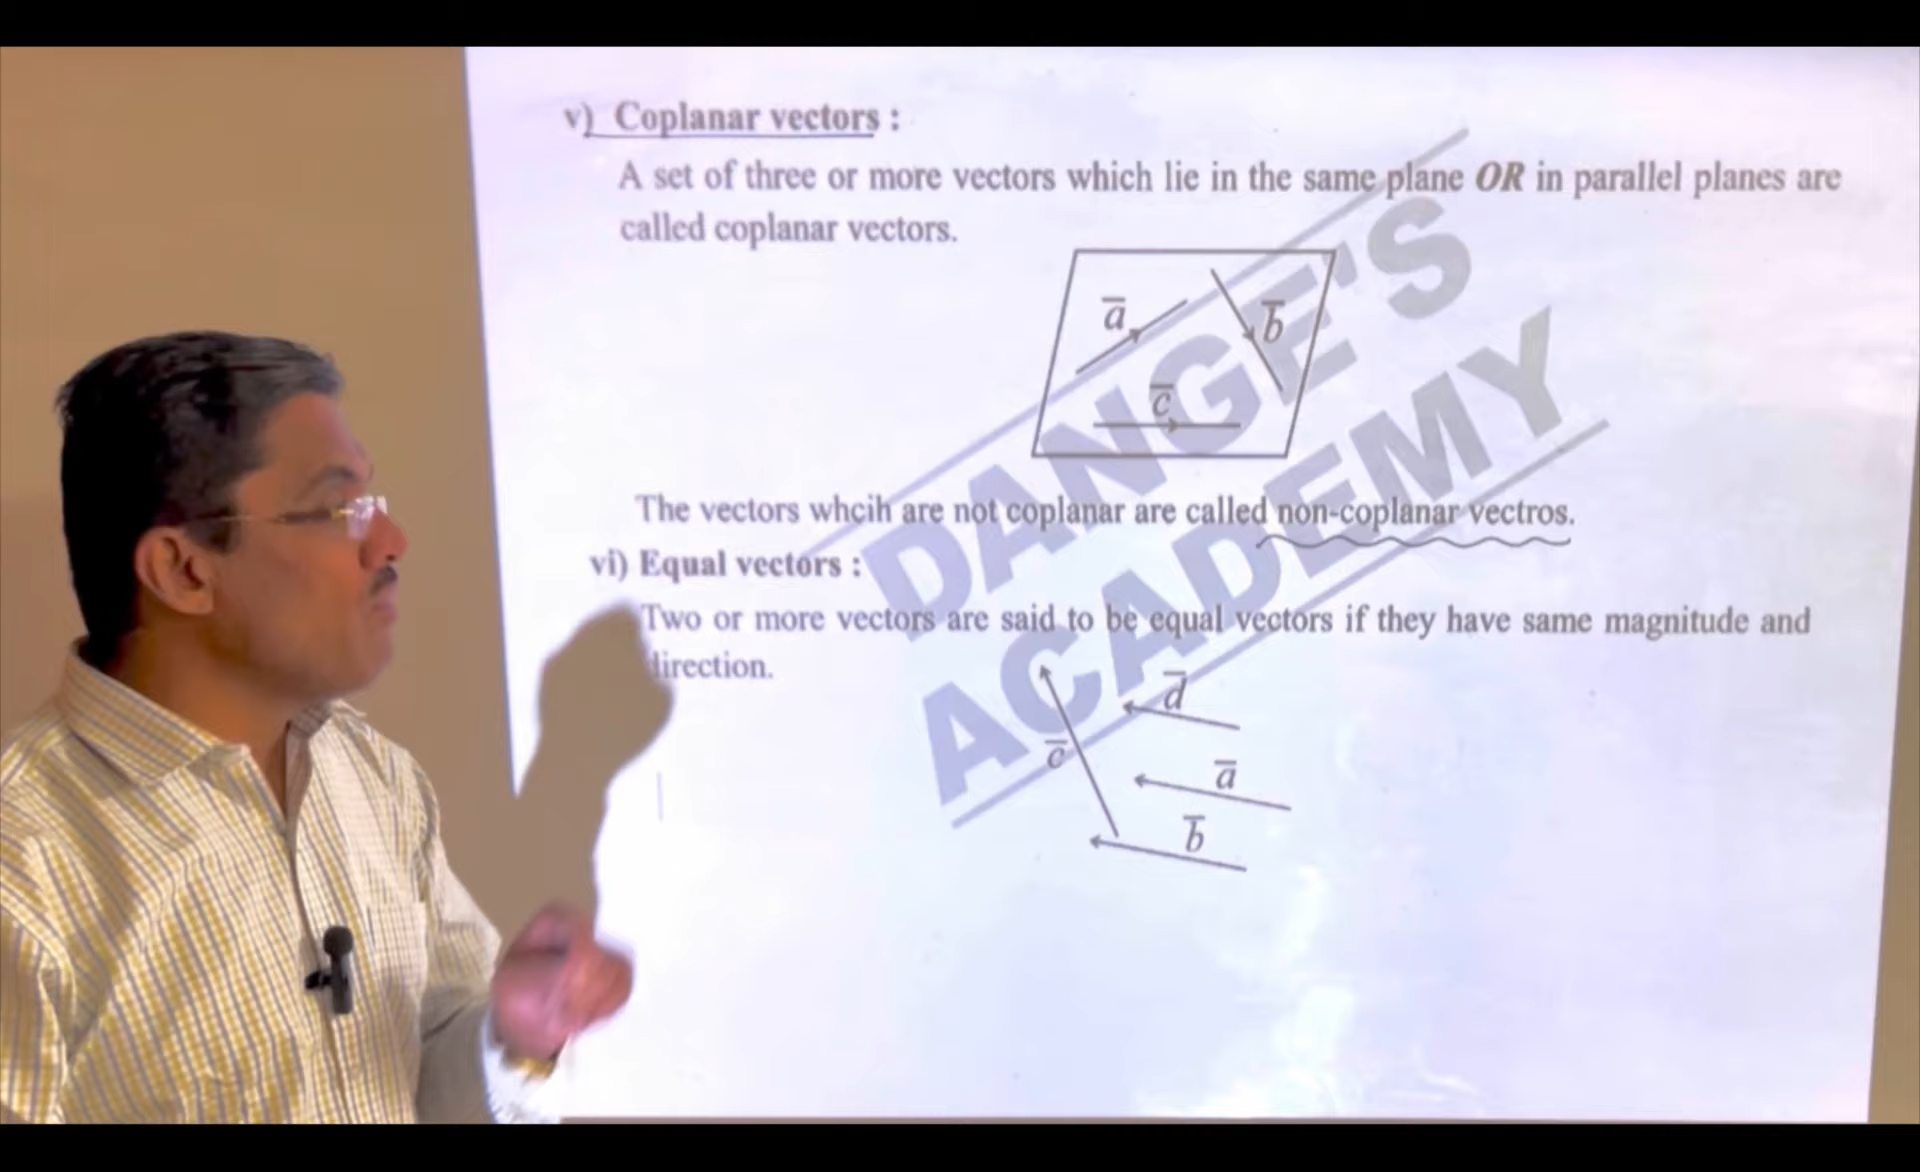 v) Coplanar vectors :
A set of three or more vectors which lie in the same plane OR in parallel planes are
called coplanar vectors.
a̅
b̅
c̅
The vectors whcih are not coplanar are called non-coplanar vectros.
vi) Equal vectors :
Two or more vectors are said to be equal vectors if they have same magnitude and
direction.
d̅
c̅
a̅
b̅
DANGE'S
ACADEMY